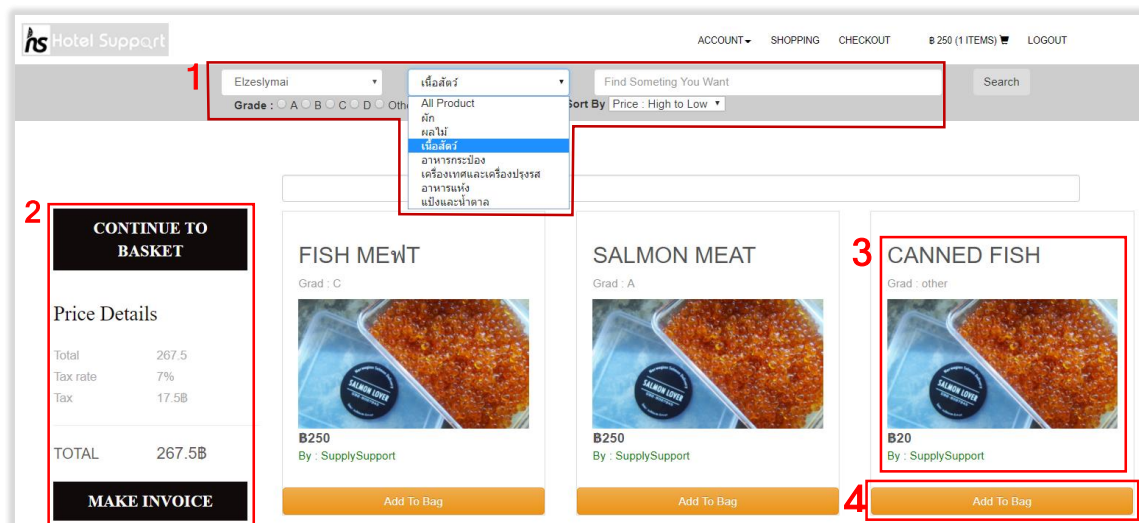 hs Hotel Support
ACCOUNT SHOPPING CHECKOUT ฿ 250 (1 ITEMS) LOGOUT
1
Elzeslymai เนื้อสัตว์ Find Someting You Want Search
Grade : A B C D Othe Sort By Price : High to Low
All Product
ผัก
ผลไม้
เนื้อสัตว์
อาหารกระป๋อง
เครื่องเทศและเครื่องปรุงรส
อาหารแห้ง
แป้งและน้ำตาล
2
CONTINUE TO
BASKET
Price Details
Total 267.5
Tax rate 7%
Tax 17.5฿
TOTAL 267.5฿
MAKE INVOICE
FISH MEฟT
Grad : C
SALMON LOVER
฿250
By : SupplySupport
Add To Bag
SALMON MEAT
Grad : A
SALMON LOVER
฿250
By : SupplySupport
Add To Bag
3
CANNED FISH
Grad : other
SALMON LOVER
฿20
By : SupplySupport
4
Add To Bag